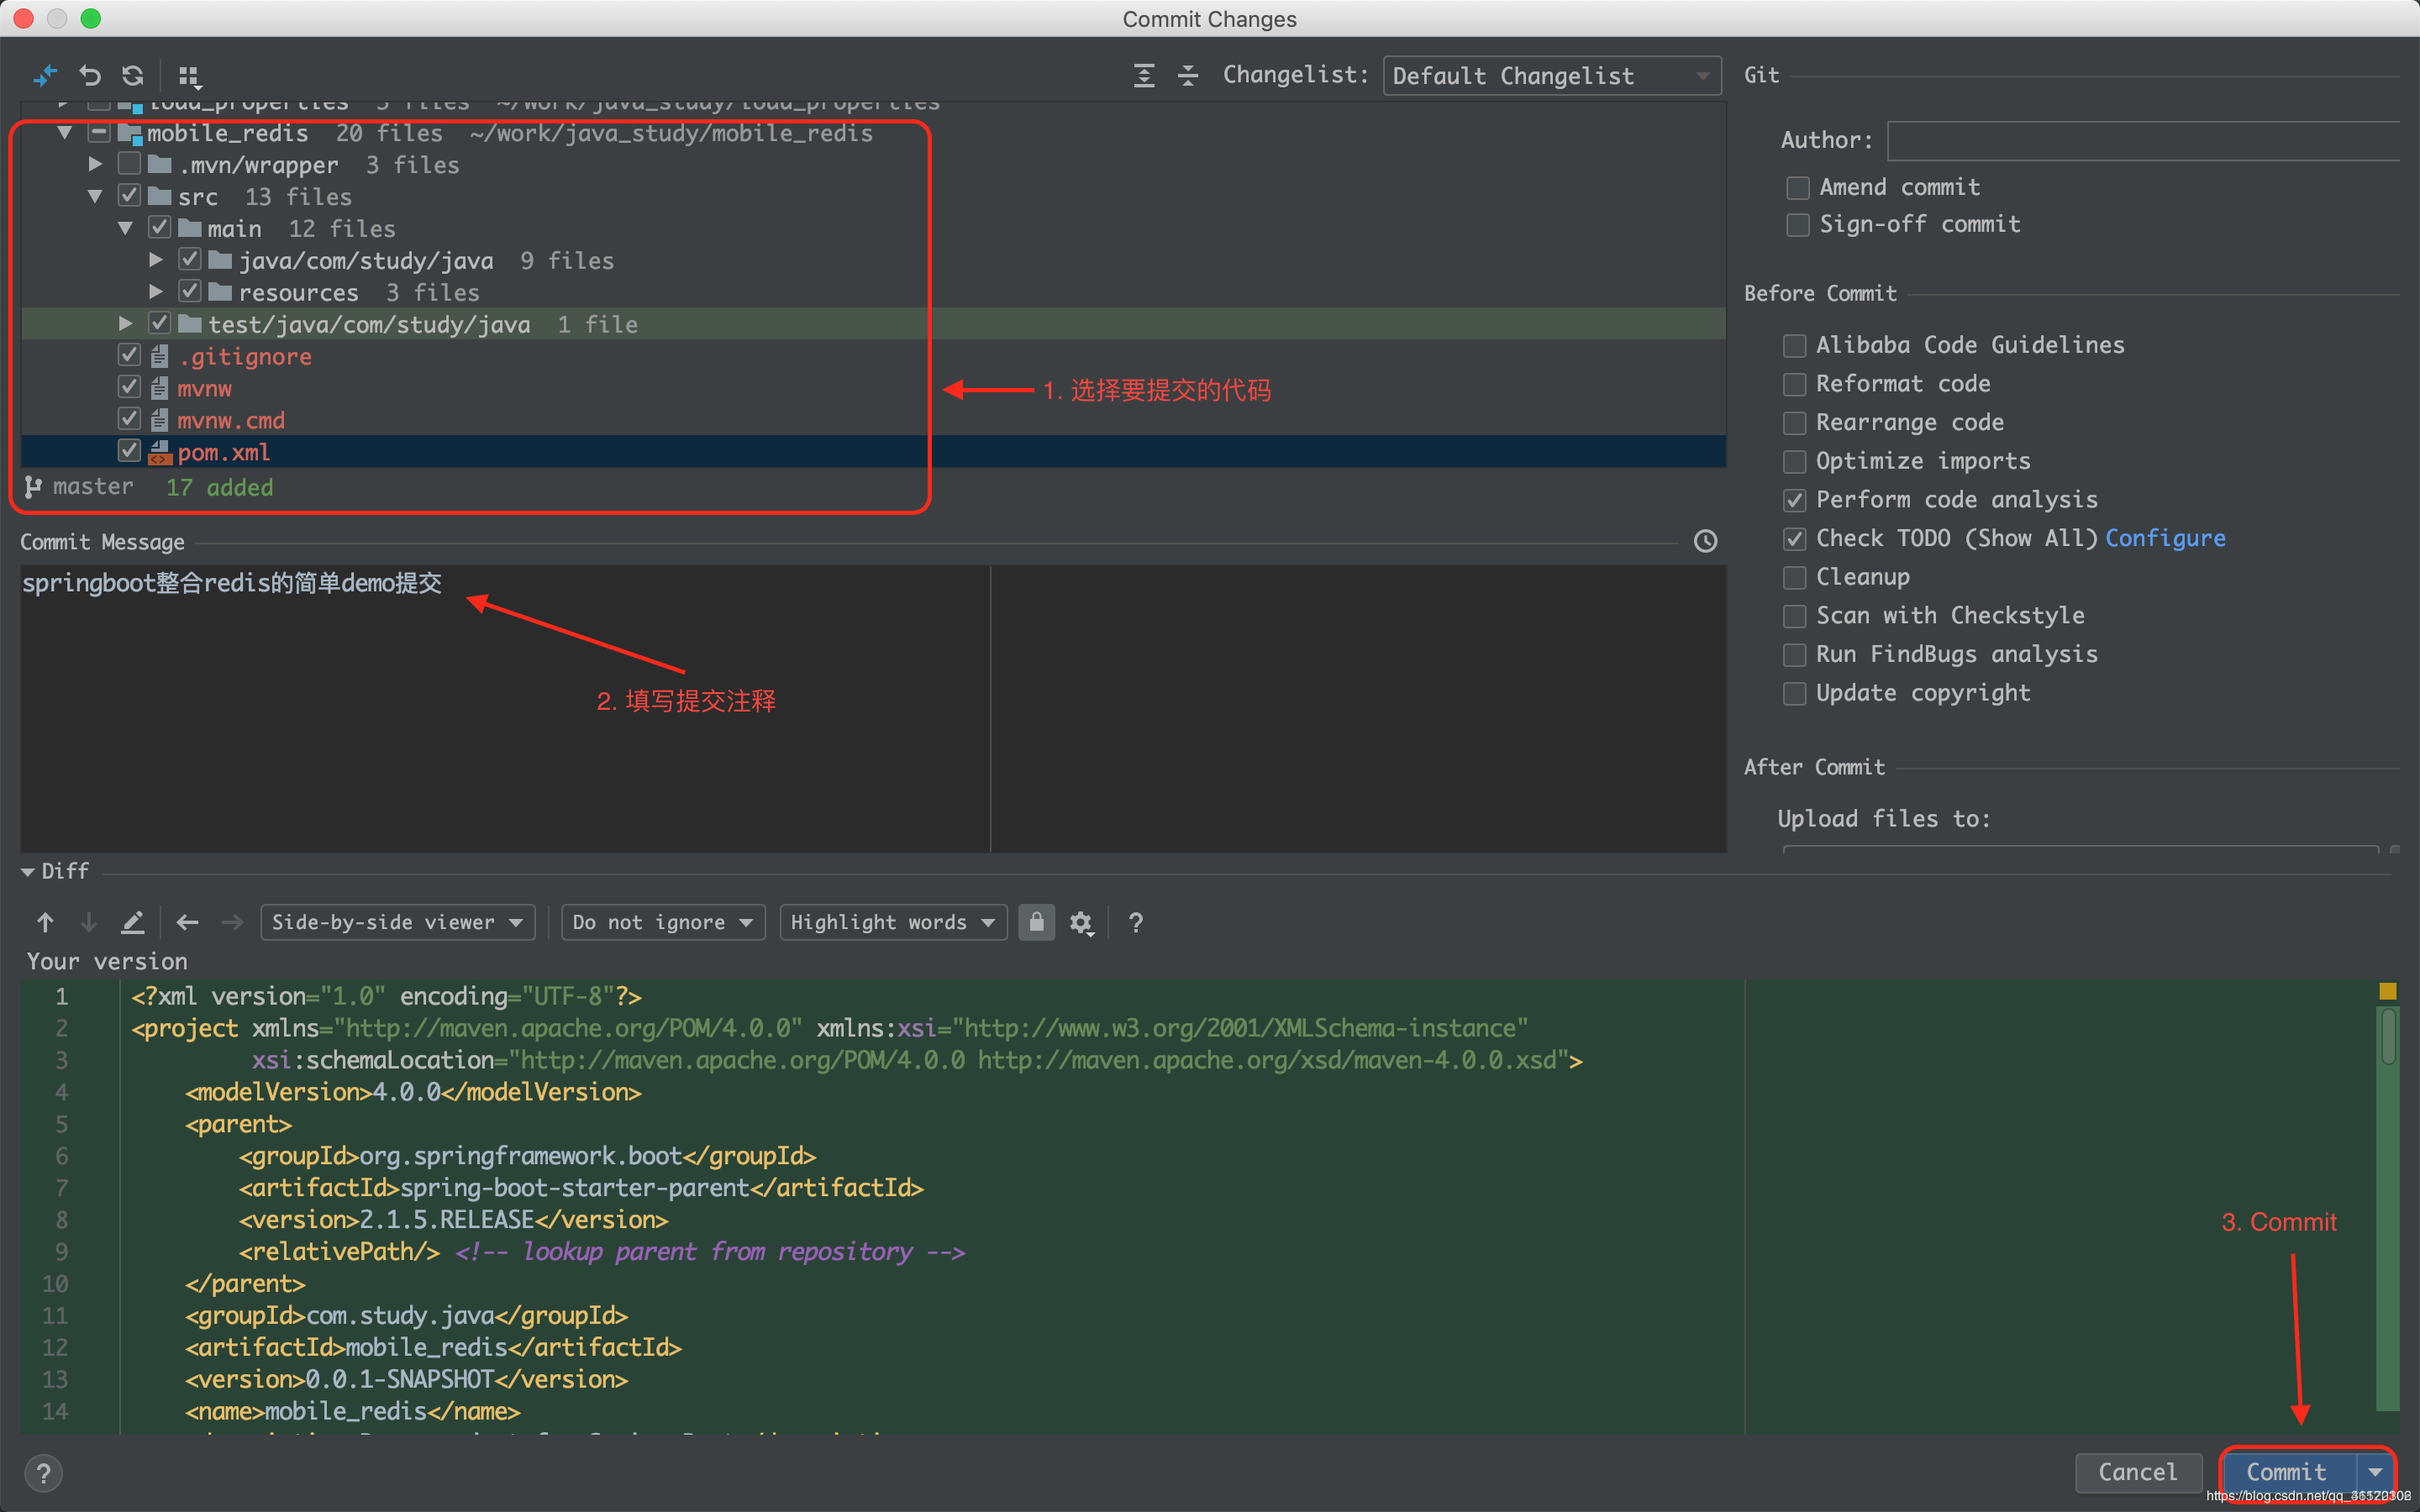 Commit Changes
Changelist: Default Changelist
load_properties 3 files ~/work/java_study/load_properties
mobile_redis 20 files ~/work/java_study/mobile_redis
.mvn/wrapper 3 files
src 13 files
main 12 files
java/com/study/java 9 files
resources 3 files
test/java/com/study/java 1 file
.gitignore
mvnw
mvnw.cmd
pom.xml
master 17 added
1. 选择要提交的代码
Commit Message
springboot整合redis的简单demo提交
2. 填写提交注释
Git
Author:
Amend commit
Sign-off commit
Before Commit
Alibaba Code Guidelines
Reformat code
Rearrange code
Optimize imports
Perform code analysis
Check TODO (Show All) Configure
Cleanup
Scan with Checkstyle
Run FindBugs analysis
Update copyright
After Commit
Upload files to:
Diff
Side-by-side viewer Do not ignore Highlight words ?
Your version
1 <?xml version="1.0" encoding="UTF-8"?>
2 <project xmlns="http://maven.apache.org/POM/4.0.0" xmlns:xsi="http://www.w3.org/2001/XMLSchema-instance"
3 xsi:schemaLocation="http://maven.apache.org/POM/4.0.0 http://maven.apache.org/xsd/maven-4.0.0.xsd">
4 <modelVersion>4.0.0</modelVersion>
5 <parent>
6 <groupId>org.springframework.boot</groupId>
7 <artifactId>spring-boot-starter-parent</artifactId>
8 <version>2.1.5.RELEASE</version>
9 <relativePath/> <!-- lookup parent from repository -->
10 </parent>
11 <groupId>com.study.java</groupId>
12 <artifactId>mobile_redis</artifactId>
13 <version>0.0.1-SNAPSHOT</version>
14 <name>mobile_redis</name>
3. Commit
?
Cancel
Commit